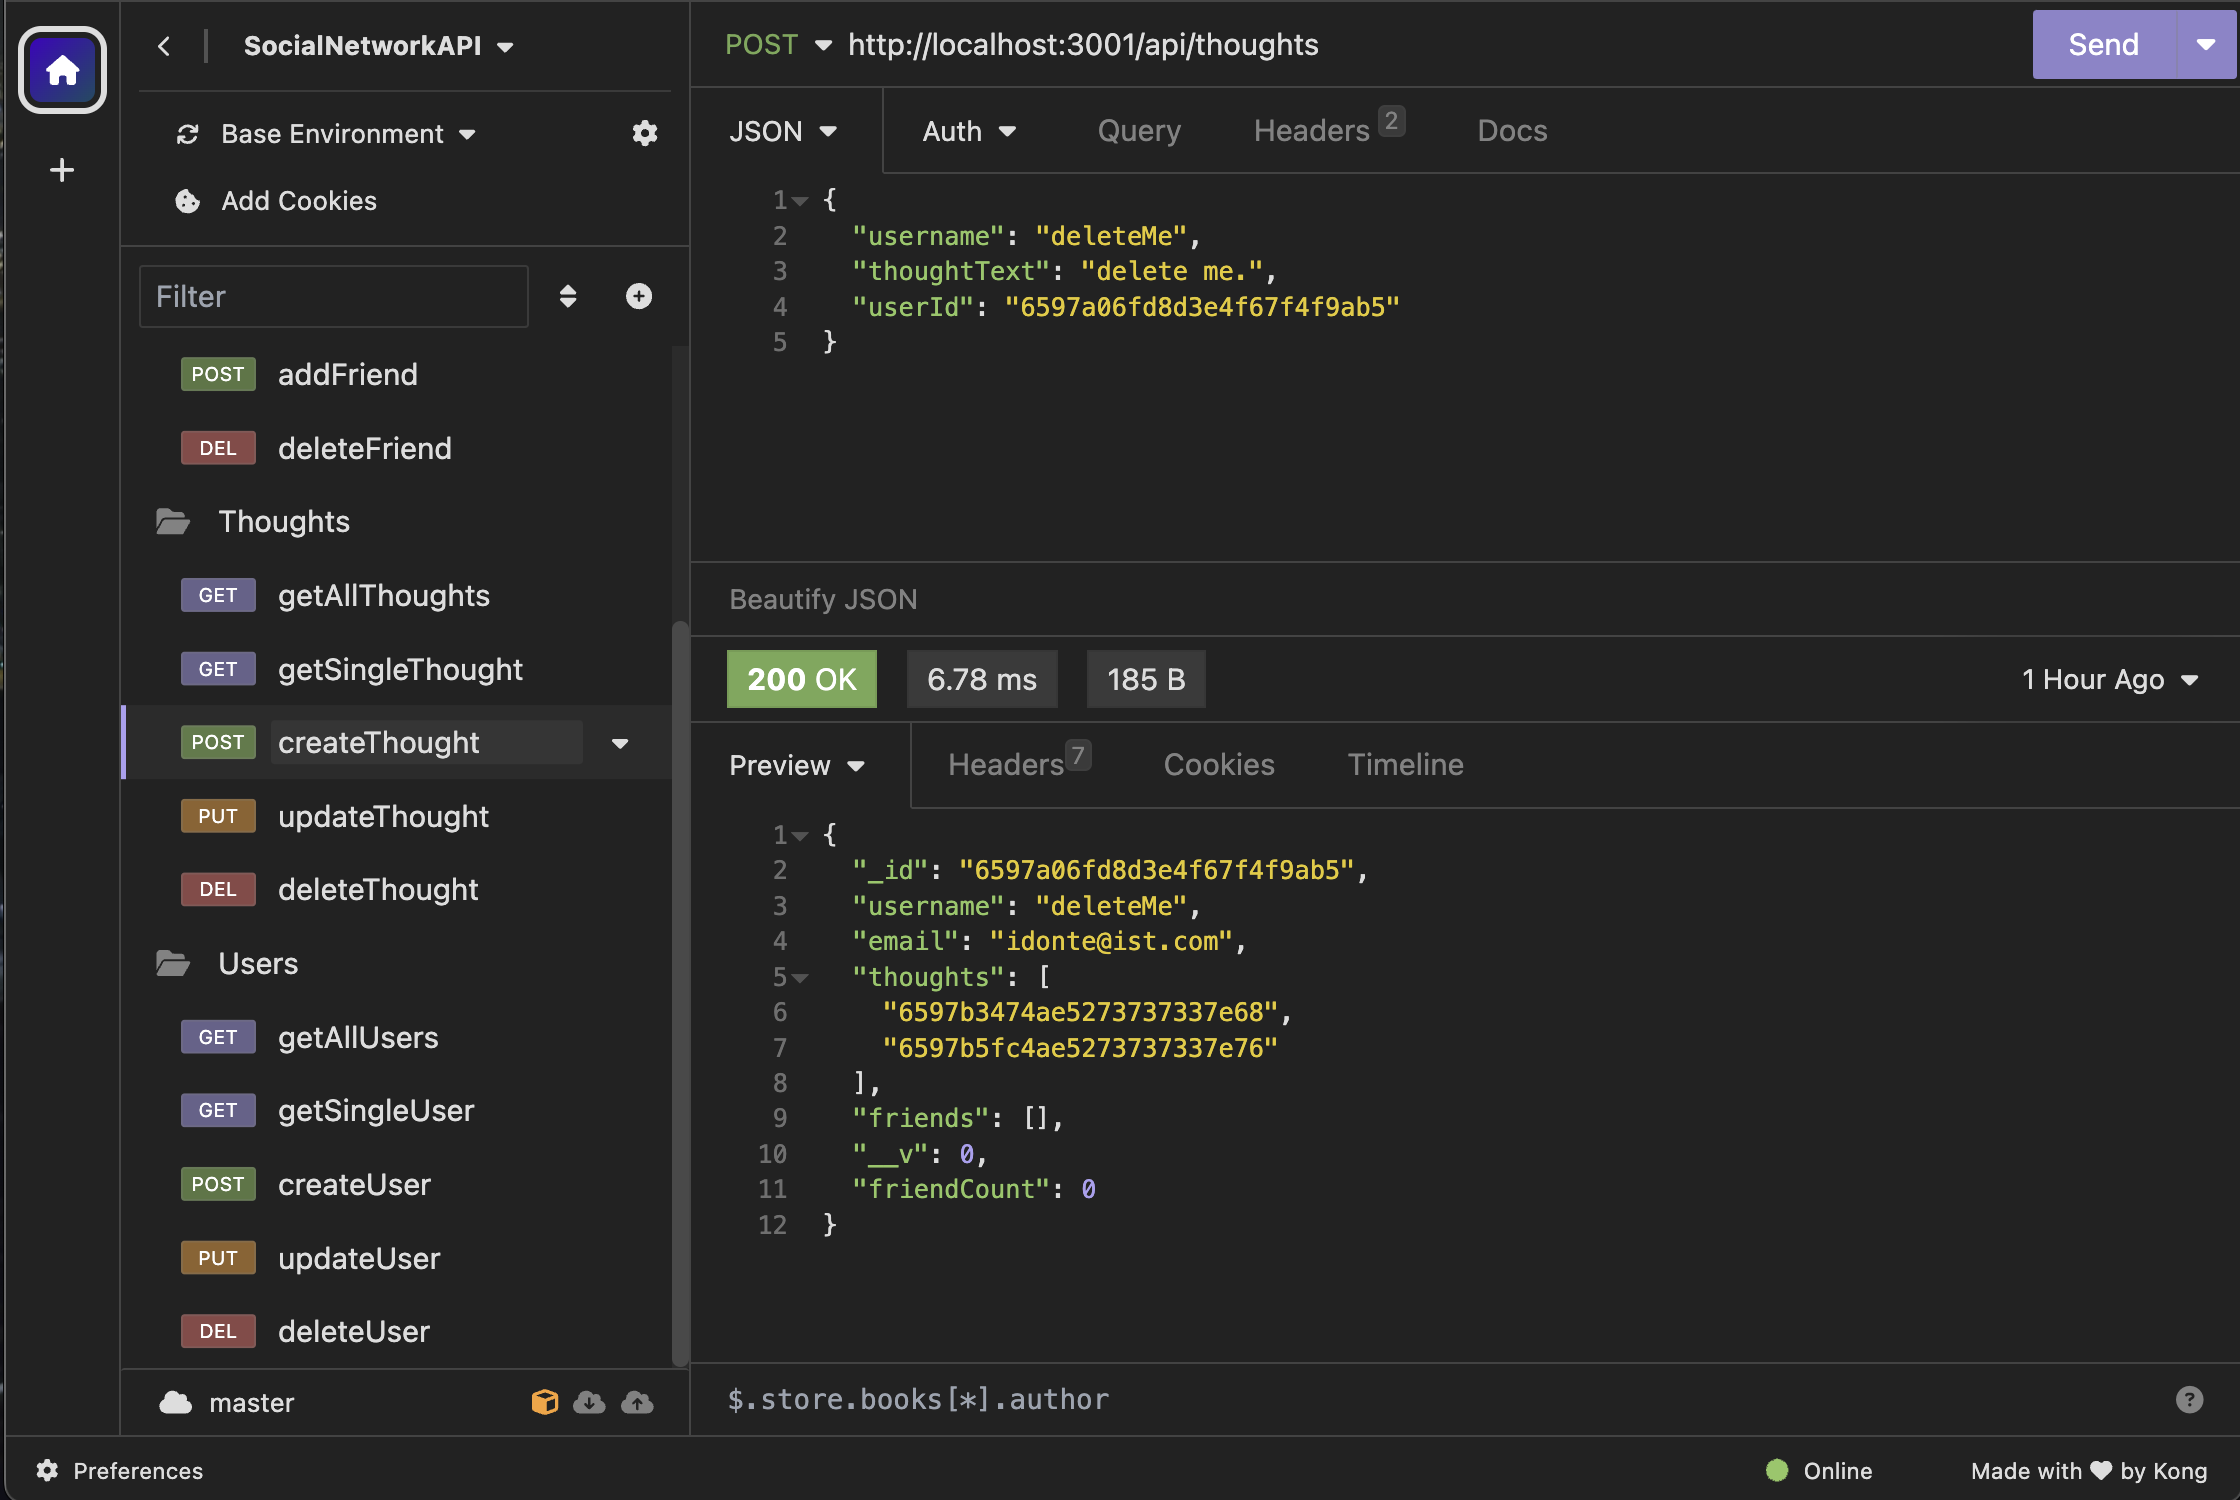 SocialNetworkAPI
Base Environment
Add Cookies
Filter
POST addFriend
DEL deleteFriend
Thoughts
GET getAllThoughts
GET getSingleThought
POST createThought
PUT updateThought
DEL deleteThought
Users
GET getAllUsers
GET getSingleUser
POST createUser
PUT updateUser
DEL deleteUser
master
POST http://localhost:3001/api/thoughts Send
JSON Auth Query Headers 2 Docs
1 {
2 "username": "deleteMe",
3 "thoughtText": "delete me.",
4 "userId": "6597a06fd8d3e4f67f4f9ab5"
5 }
Beautify JSON
200 OK 6.78 ms 185 B 1 Hour Ago
Preview Headers 7 Cookies Timeline
1 {
2 "_id": "6597a06fd8d3e4f67f4f9ab5",
3 "username": "deleteMe",
4 "email": "idonte@ist.com",
5 "thoughts": [
6 "6597b3474ae5273737337e68",
7 "6597b5fc4ae5273737337e76"
8 ],
9 "friends": [],
10 "__v": 0,
11 "friendCount": 0
12 }
$.store.books[*].author ?
Preferences Online Made with ♥ by Kong